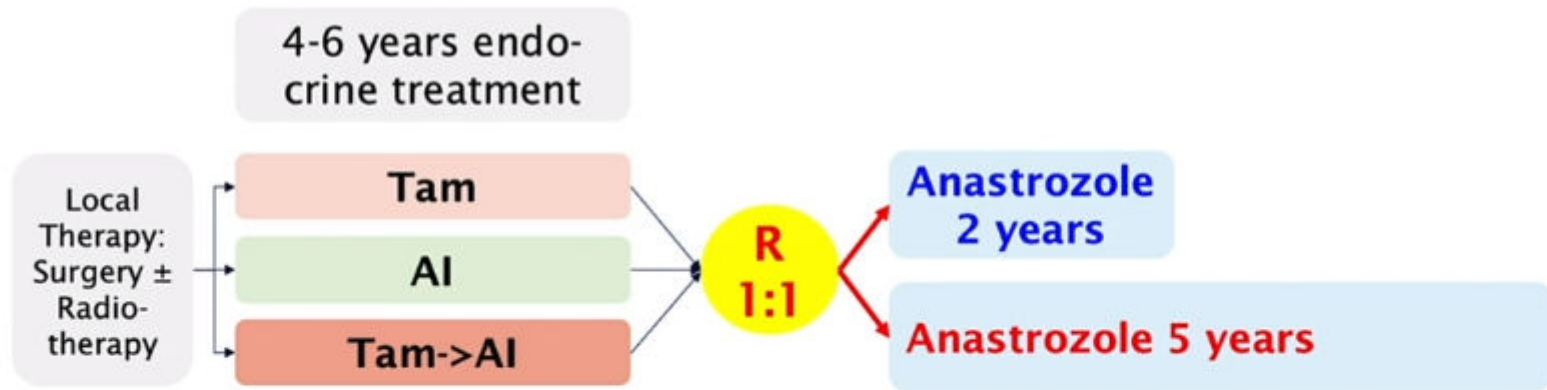 4-6 years endo-
crine treatment
Local
Therapy:
Surgery ±
Radio-
therapy
Tam
AI
Tam->AI
R
1:1
Anastrozole
2 years
Anastrozole 5 years